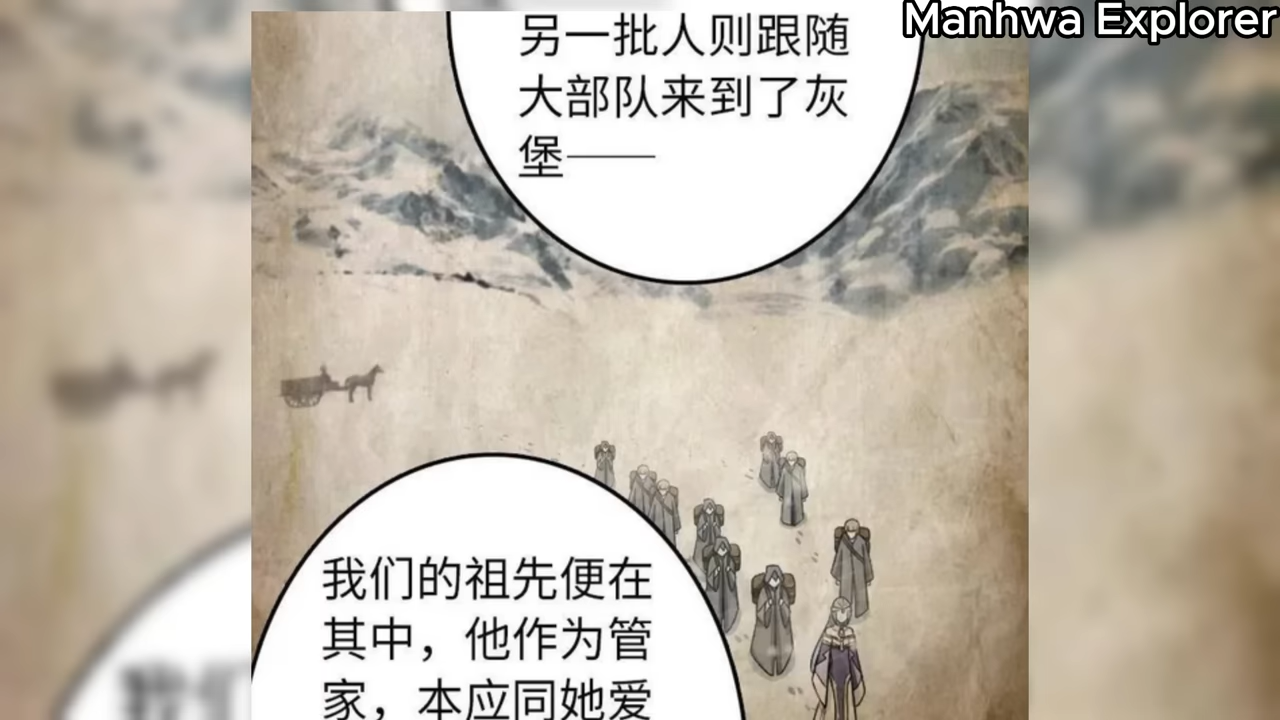 Manhwa Explorer
另一批人则跟随
大部队来到了灰
堡——
我们的祖先便在
其中，他作为管
家，本应同她爱